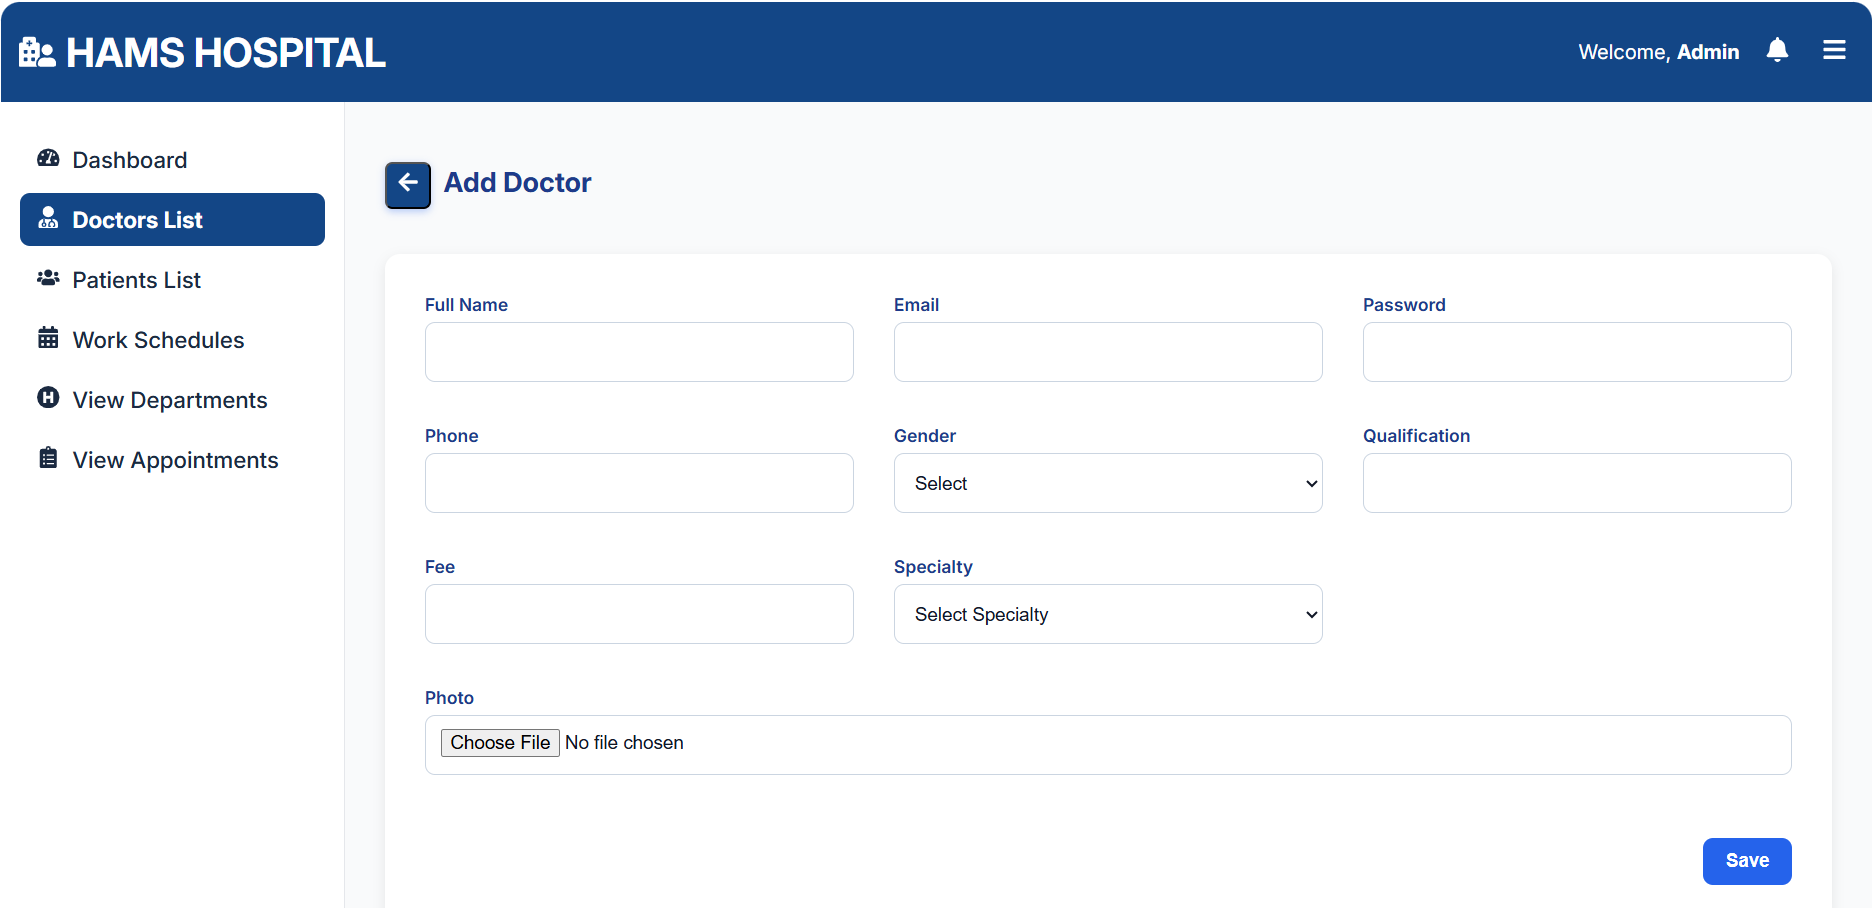 HAMS HOSPITAL
Welcome, Admin
Dashboard
Doctors List
Patients List
Work Schedules
View Departments
View Appointments
Add Doctor
Full Name
Email
Password
Phone
Gender
Select
Qualification
Fee
Specialty
Select Specialty
Photo
Choose File No file chosen
Save